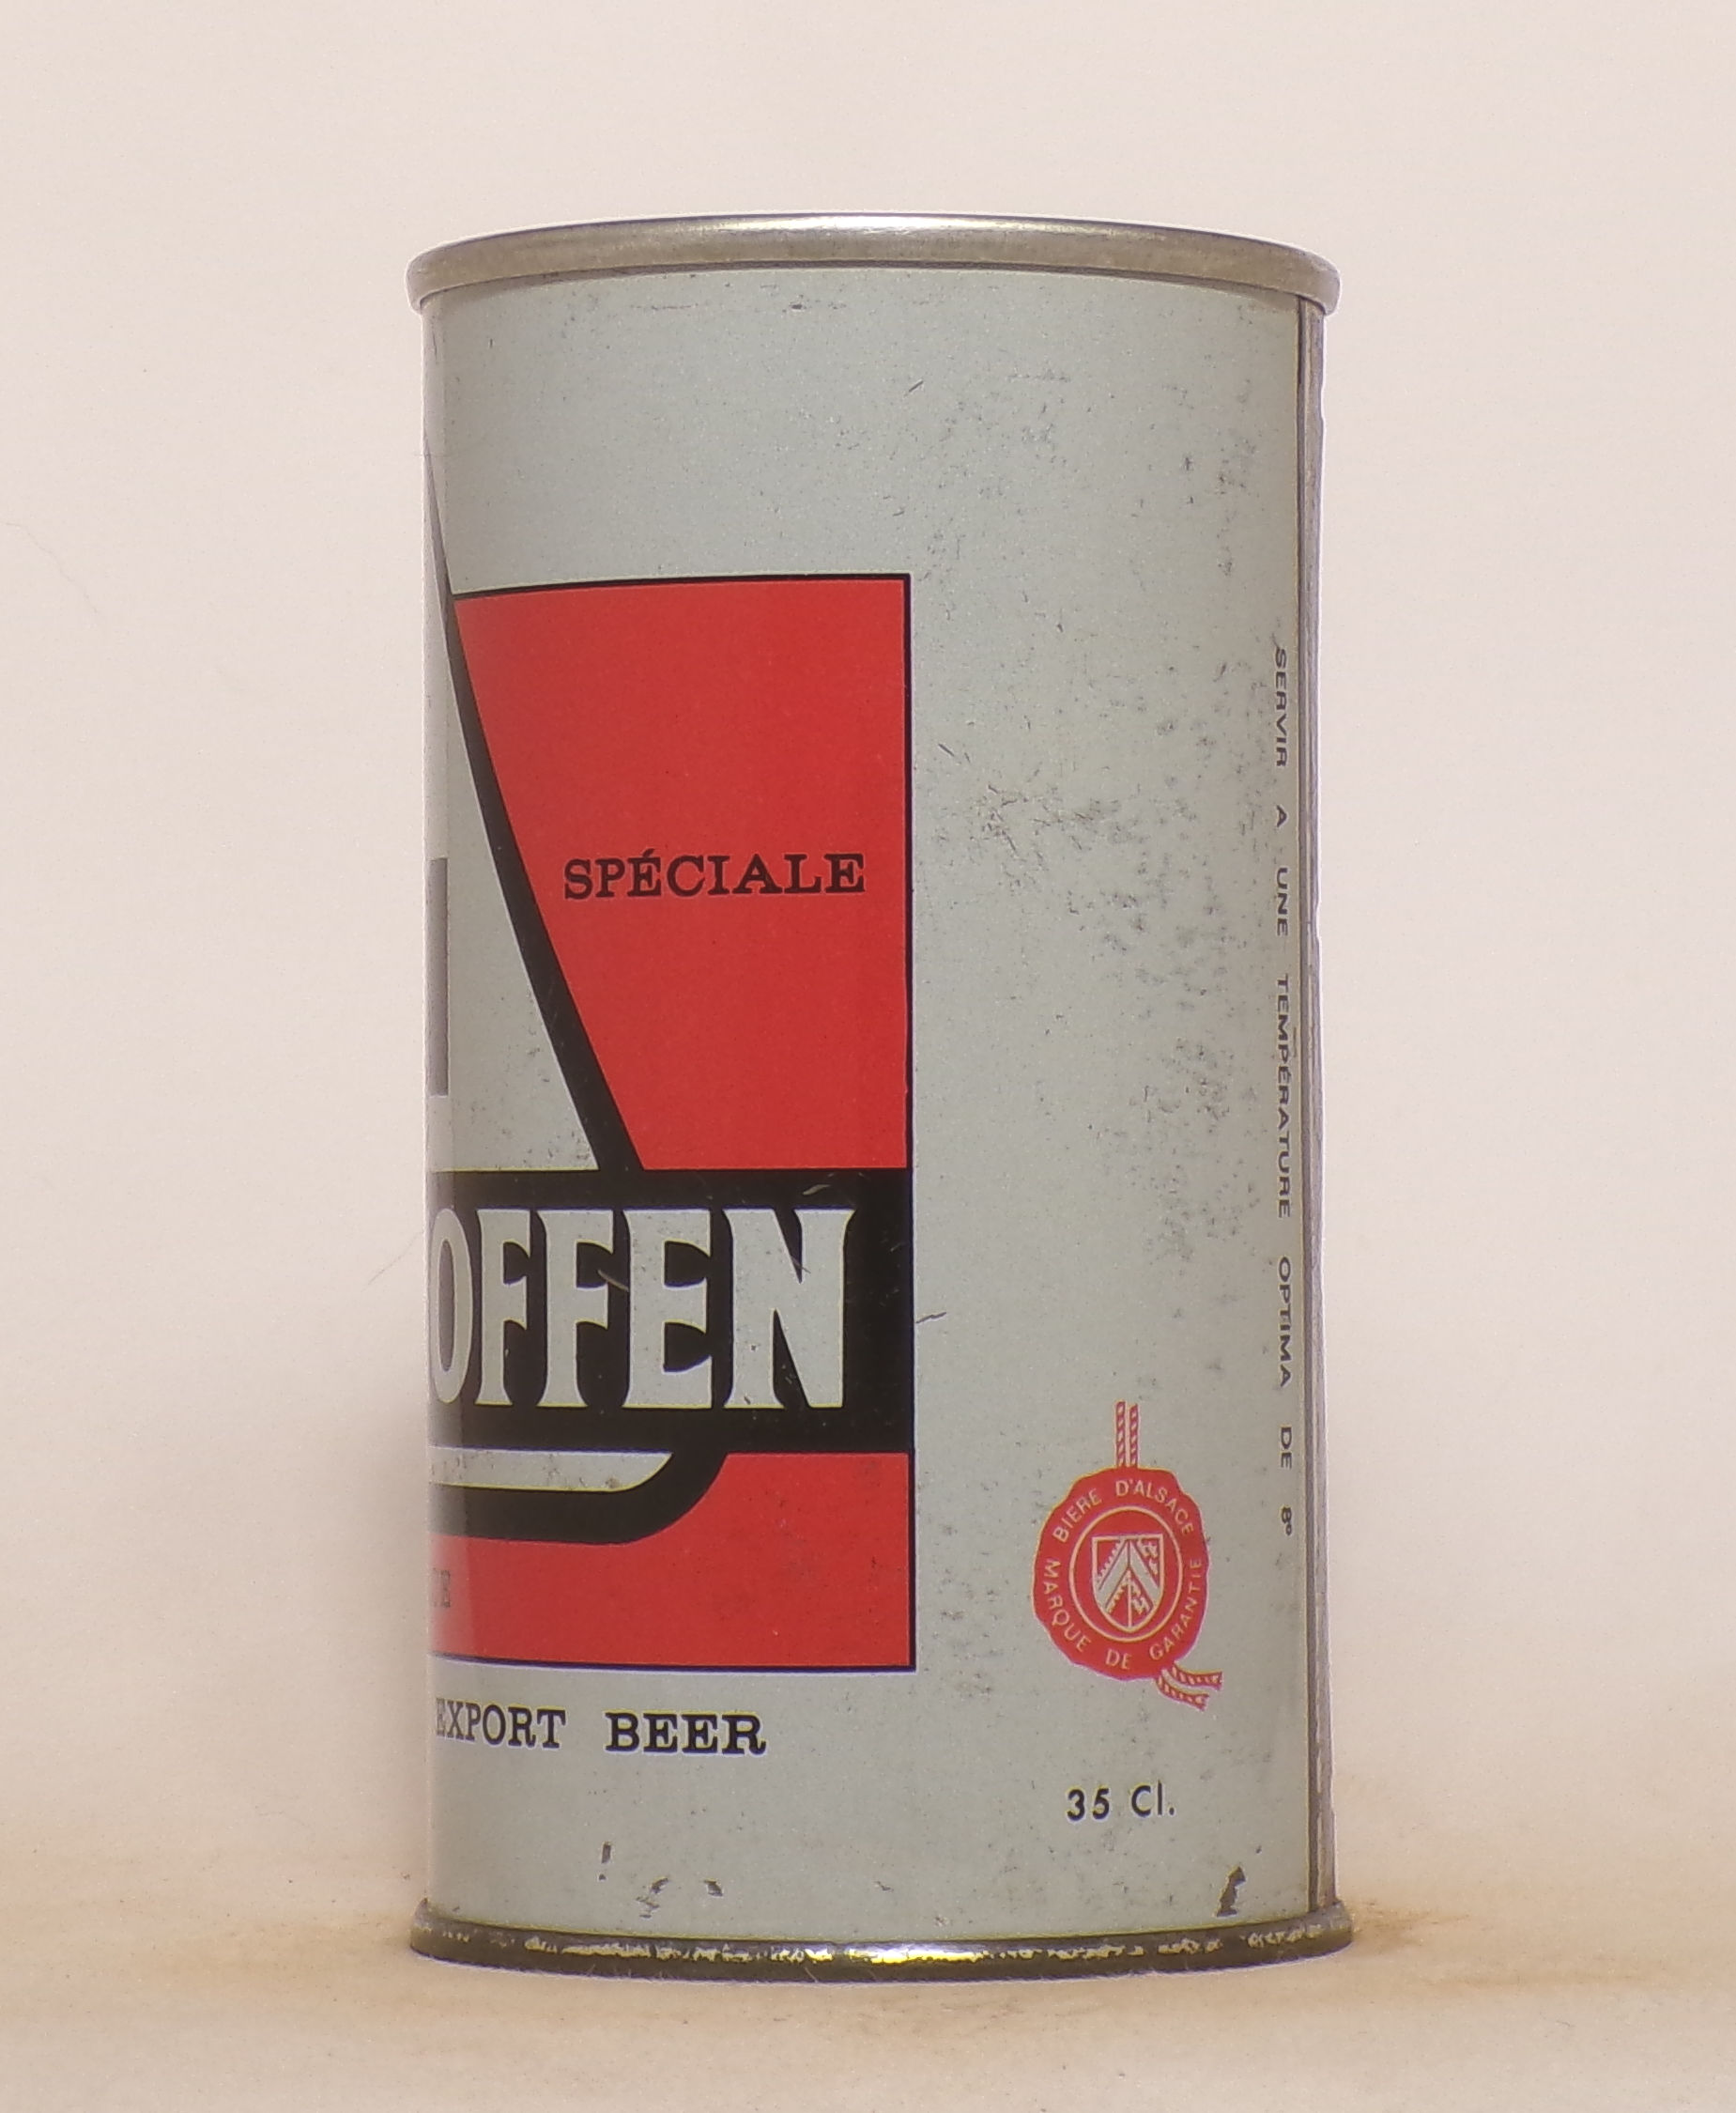 SPÉCIALE
OFFEN
EXPORT BEER
SERVIR A UNE TEMPÉRATURE OPTIMA DE 8°
BIERE D'ALSACE
MARQUE DE GARANTIE
35 Cl.